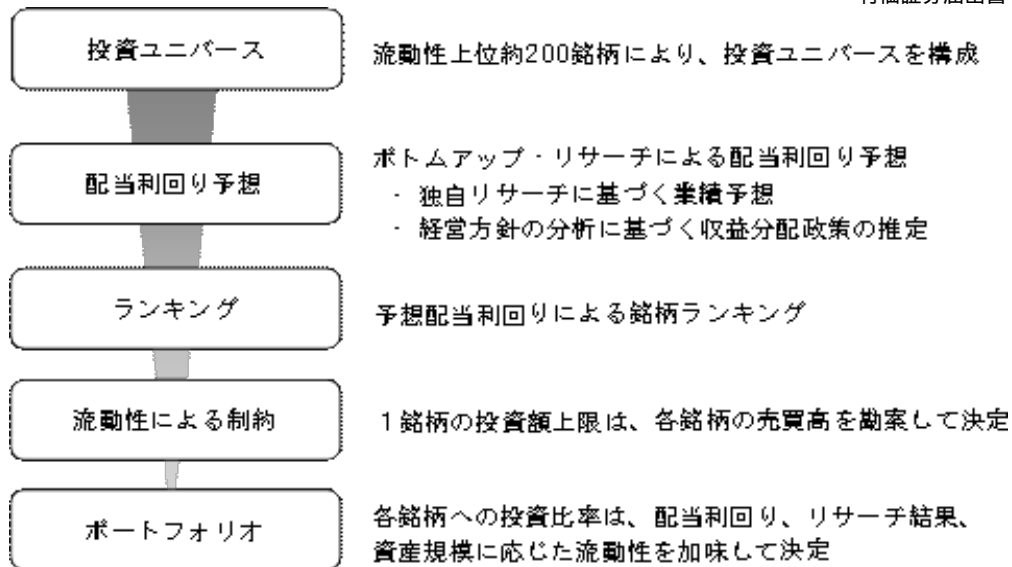 投資ユニバース
流動性上位約200銘柄により、投資ユニバースを構成
配当利回り予想
ボトムアップ・リサーチによる配当利回り予想
・ 独自リサーチに基づく業績予想
・ 経営方針の分析に基づく収益分配政策の推定
ランキング
予想配当利回りによる銘柄ランキング
流動性による制約
1銘柄の投資額上限は、各銘柄の売買高を勘案して決定
ポートフォリオ
各銘柄への投資比率は、配当利回り、リサーチ結果、
資産規模に応じた流動性を加味して決定